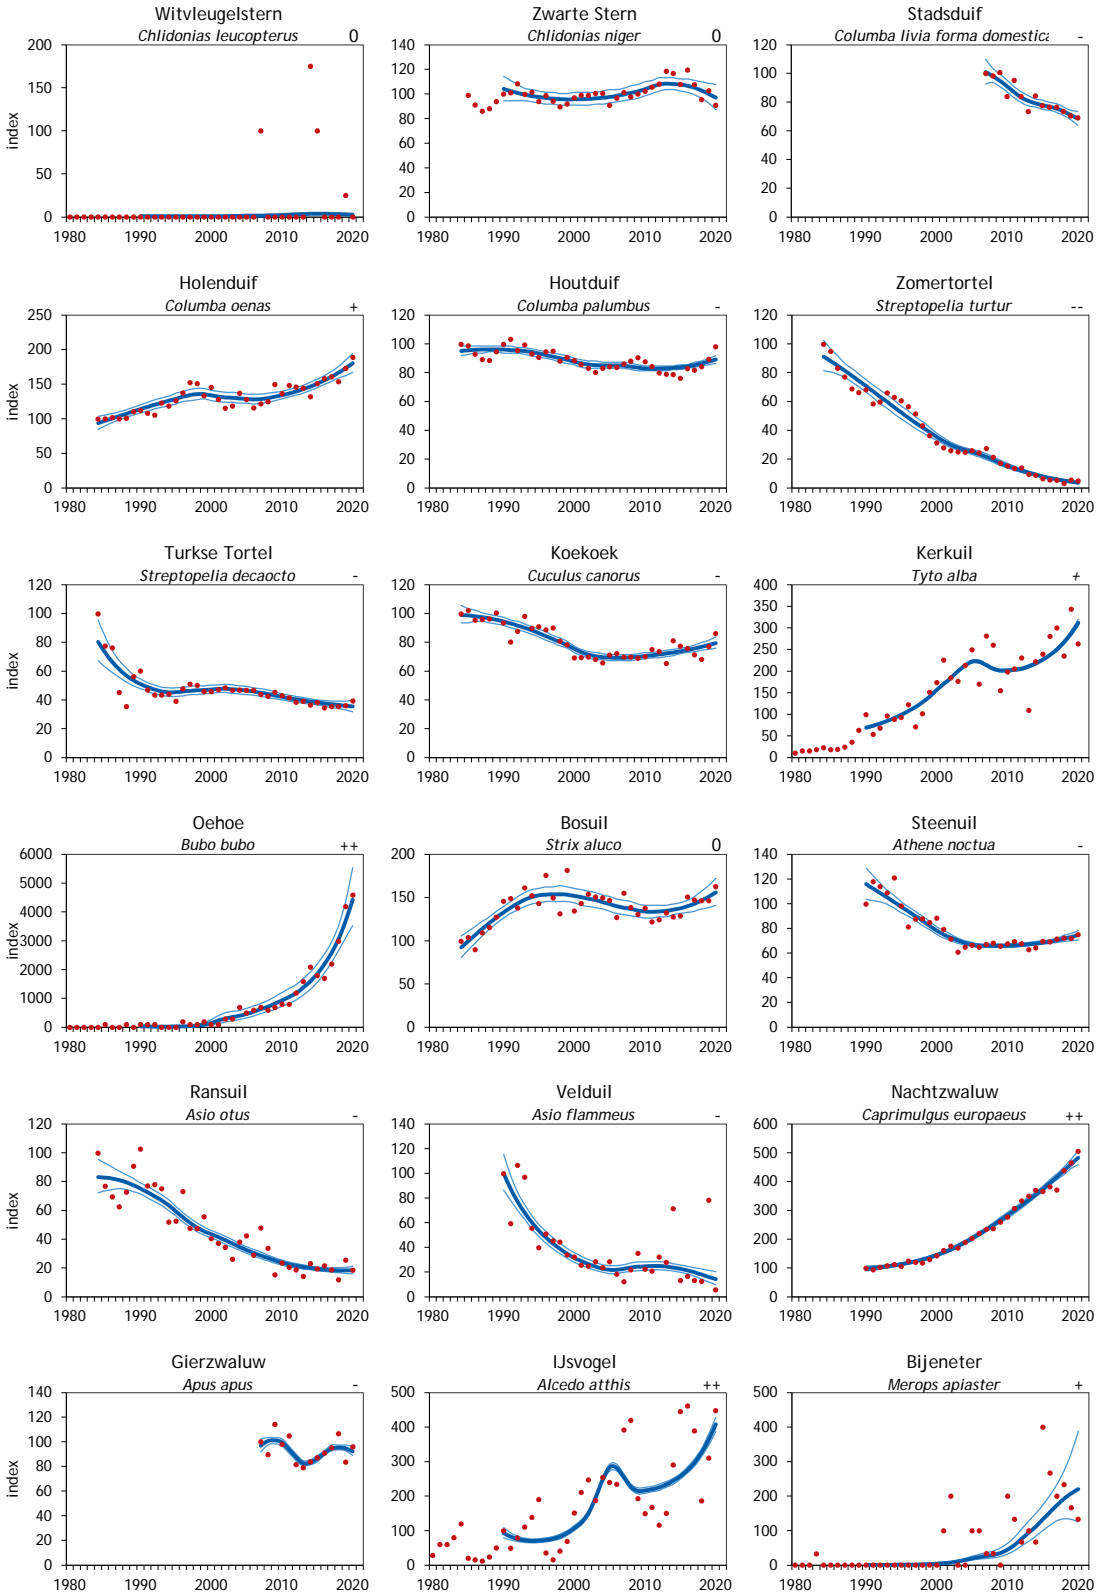 Witvleugelstern Zwarte Stern Stadsduif
Chlidonias leucopterus 0 Chlidonias niger 0 Columba livia forma domestica -
200 140 120
120 100
150 100 80
80
100 60
60
index 40
50 40
20 20
0 0 0
1980 1990 2000 2010 2020 1980 1990 2000 2010 2020 1980 1990 2000 2010 2020
Holenduif Houtduif Zomertortel
Columba oenas + Columba palumbus - Streptopelia turtur --
250 120 120
200 100 100
150 80 80
index 60 60
100 40 40
50 20 20
0 0 0
1980 1990 2000 2010 2020 1980 1990 2000 2010 2020 1980 1990 2000 2010 2020
Turkse Tortel Koekoek Kerkuil
Streptopelia decaocto - Cuculus canorus - Tyto alba +
120 120 400
350
100 100 300
80 80 250
index 60 60 200
40 40 150
100
20 20 50
0 0 0
1980 1990 2000 2010 2020 1980 1990 2000 2010 2020 1980 1990 2000 2010 2020
Oehoe Bosuil Steenuil
Bubo bubo ++ Strix aluco 0 Athene noctua -
6000 200 140
5000 120
4000 150 100
index 80
3000 100
60
2000 50 40
1000 20
0 0 0
1980 1990 2000 2010 2020 1980 1990 2000 2010 2020 1980 1990 2000 2010 2020
Ransuil Velduil Nachtzwaluw
Asio otus - Asio flammeus - Caprimulgus europaeus ++
120 140 600
100 120 500
80 100 400
index 80
60 300
60
40 40 200
20 20 100
0 0 0
1980 1990 2000 2010 2020 1980 1990 2000 2010 2020 1980 1990 2000 2010 2020
Gierzwaluw IJsvogel Bijeneter
Apus apus - Alcedo atthis ++ Merops apiaster +
140 500 500
120 400 400
100
80 300 300
index 60 200 200
40 100 100
20
0 0 0
1980 1990 2000 2010 2020 1980 1990 2000 2010 2020 1980 1990 2000 2010 2020